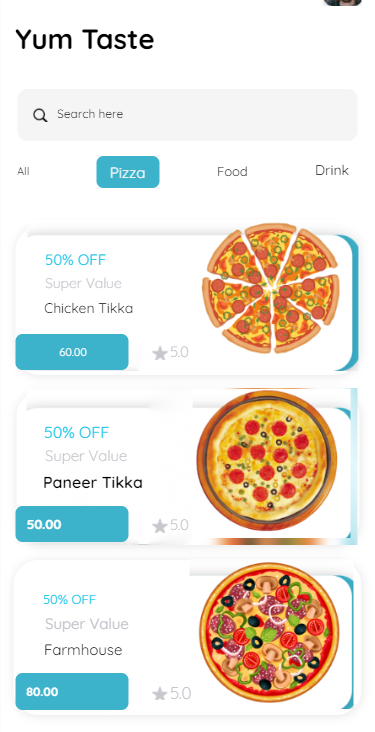 Yum Taste
Search here
All Pizza Food Drink
50% OFF
Super Value
Chicken Tikka
60.00 5.0
50% OFF
Super Value
Paneer Tikka
50.00 5.0
50% OFF
Super Value
Farmhouse
80.00 5.0